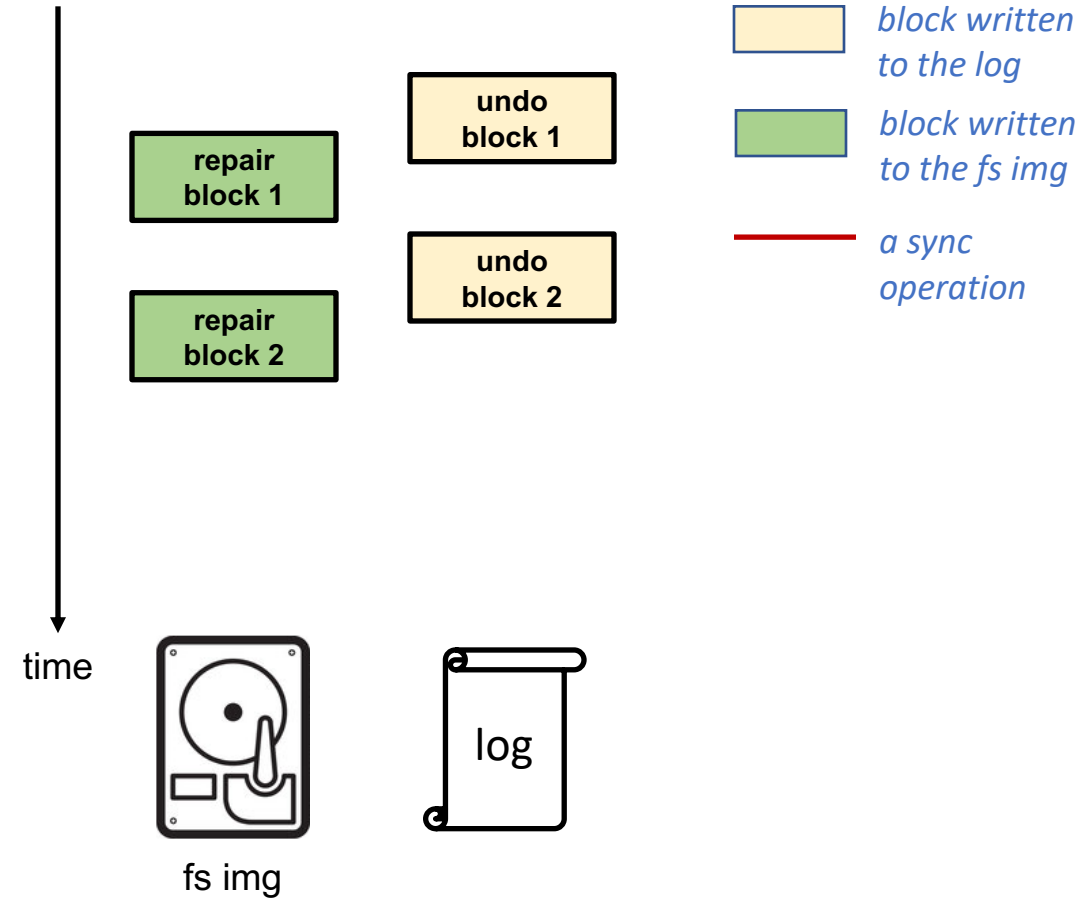 undo
block 1
repair
block 1
undo
block 2
repair
block 2
block written
to the log
block written
to the fs img
a sync
operation
time
log
fs img